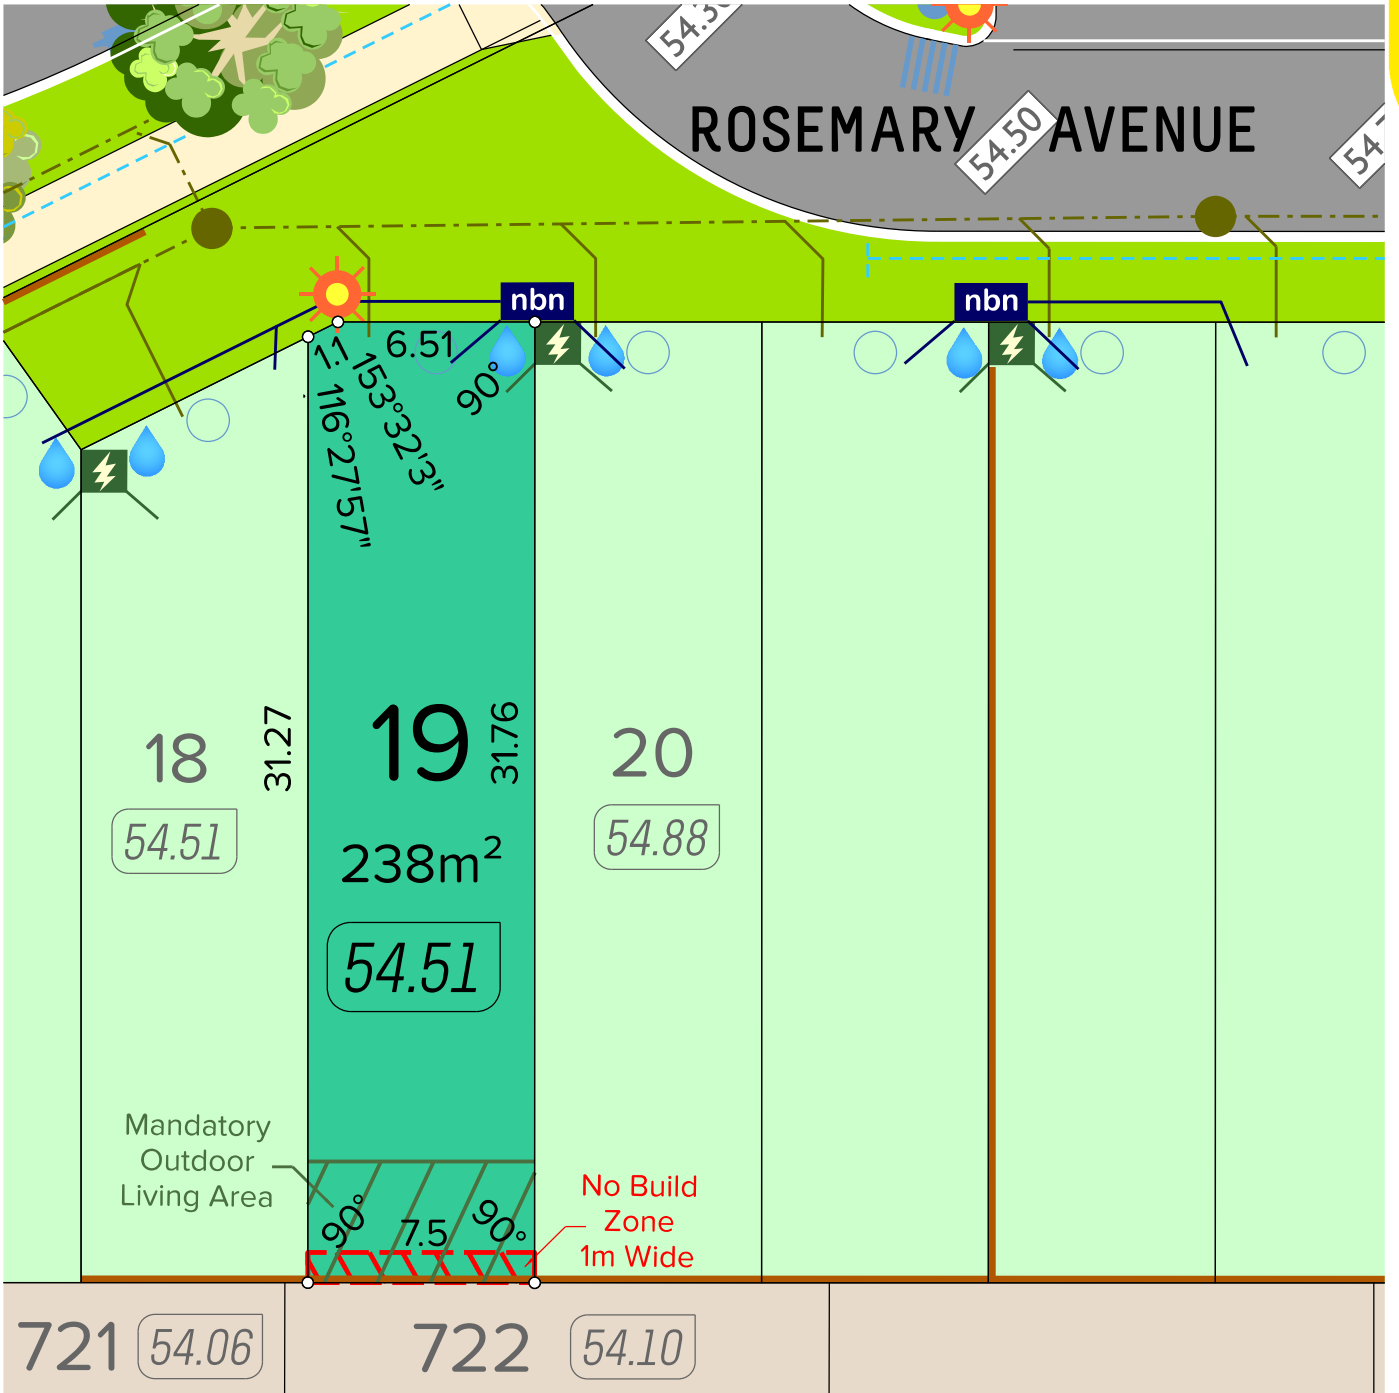 ROSEMARY AVENUE
54.50
nbn
nbn
1.1
6.51
153°32'3"
90°
116°27'57"
31.27
19
31.76
18
20
54.51
54.88
238m²
54.51
Mandatory
Outdoor
Living Area
No Build
Zone
1m Wide
90°
7.5
90°
721
54.06
722
54.10